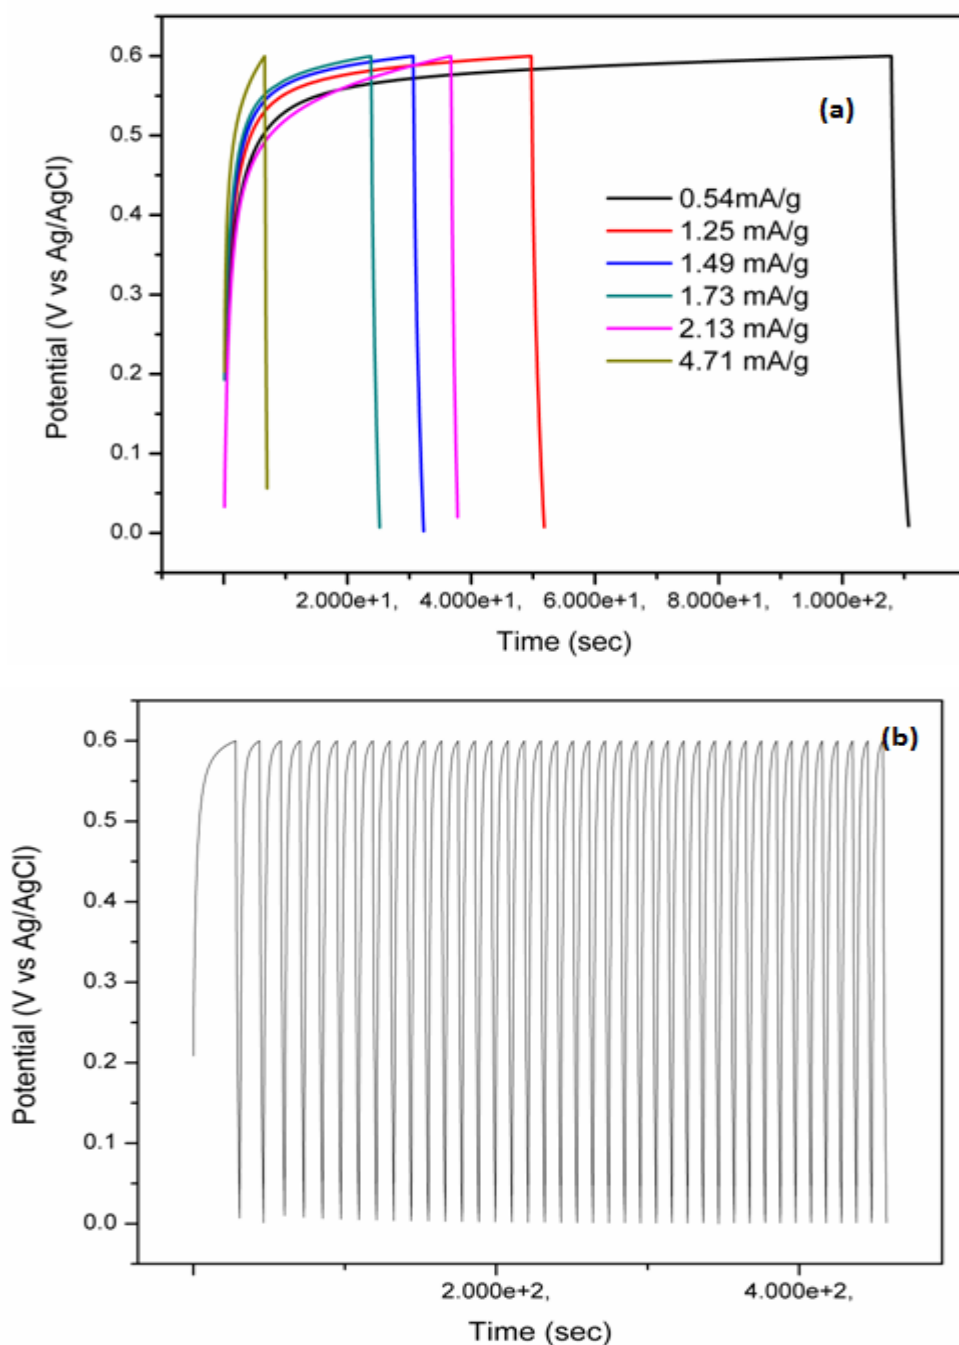 (a)
Potential (V vs Ag/AgCl)
0.6
0.5
0.4
0.3
0.2
0.1
0.0
0.54mA/g
1.25 mA/g
1.49 mA/g
1.73 mA/g
2.13 mA/g
4.71 mA/g
2.000e+1, 4.000e+1, 6.000e+1, 8.000e+1, 1.000e+2,
Time (sec)
(b)
Potential (V vs Ag/AgCl)
0.6
0.5
0.4
0.3
0.2
0.1
0.0
2.000e+2, 4.000e+2,
Time (sec)